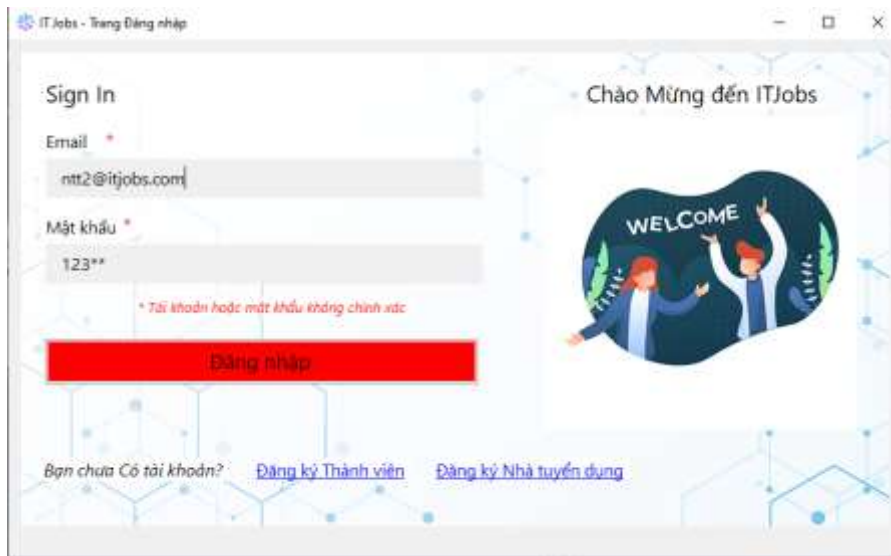 IT Jobs - Trang Đăng nhập
Sign In
Chào Mừng đến ITJobs
Email *
ntt2@itjobs.com
Mật khẩu *
123**
WELCOME
* Tài khoản hoặc mật khẩu không chính xác
Đăng nhập
Bạn chưa Có tài khoản? Đăng ký Thành viên Đăng ký Nhà tuyển dụng